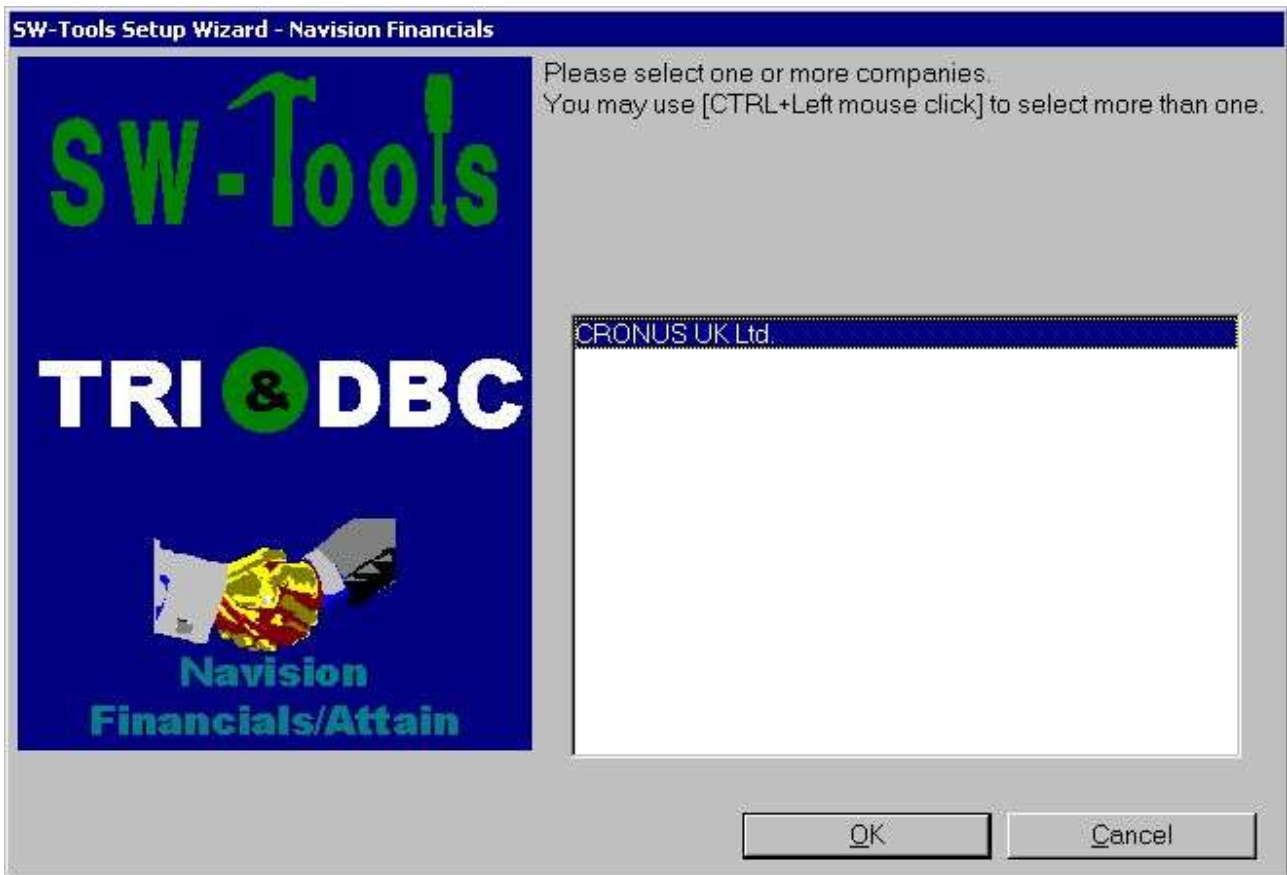 SW-Tools Setup Wizard - Navision Financials
SW-Tools
TRI & DBC
Navision
Financials/Attain
Please select one or more companies.
You may use [CTRL+Left mouse click] to select more than one.
CRONUS UK Ltd.
OK
Cancel